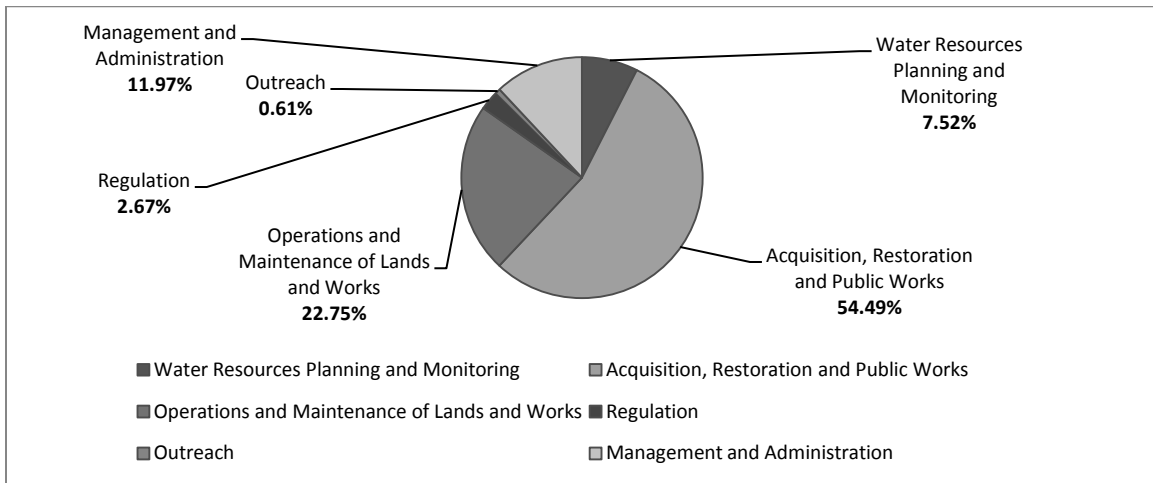 Management and
Administration
11.97%
Outreach
0.61%
Regulation
2.67%
Operations and
Maintenance of Lands
and Works
22.75%
Water Resources
Planning and
Monitoring
7.52%
Acquisition, Restoration
and Public Works
54.49%
Water Resources Planning and Monitoring
Acquisition, Restoration and Public Works
Operations and Maintenance of Lands and Works
Regulation
Outreach
Management and Administration